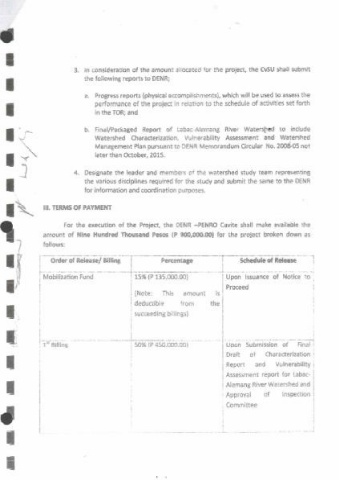 3. In consideration of the amount allocated for the project, the CvSU shall submit
the following reports to DENR;
a. Progress reports (physical accomplishments), which will be used to assess the
performance of the project in relation to the schedule of activities set forth
in the TOR; and
b. Final/Packaged Report of Labac-Alemang River Watershed to include
Watershed Characterization, Vulnerability Assessment and Watershed
Management Plan pursuant to DENR Memorandum Circular No. 2008-05 not
later than October, 2015.
4. Designate the leader and members of the watershed study team representing
the various disciplines required for the study and submit the same to the DENR
for information and coordination purposes.
III. TERMS OF PAYMENT
For the execution of the Project, the DENR –PENRO Cavite shall make available the
amount of Nine Hundred Thousand Pesos (P 900,000.00) for the project broken down as
follows:
Order of Release/ Billing Percentage Schedule of Release
Mobilization Fund 15% (P 135,000.00) Upon Issuance of Notice to
Proceed
(Note: This amount is
deductible from the
succeeding billings)
1st Billing 50% (P 450,000.00) Upon Submission of Final
Draft of Characterization
Report and Vulnerability
Assessment report for Labac-
Alemang River Watershed and
Approval of Inspection
Committee